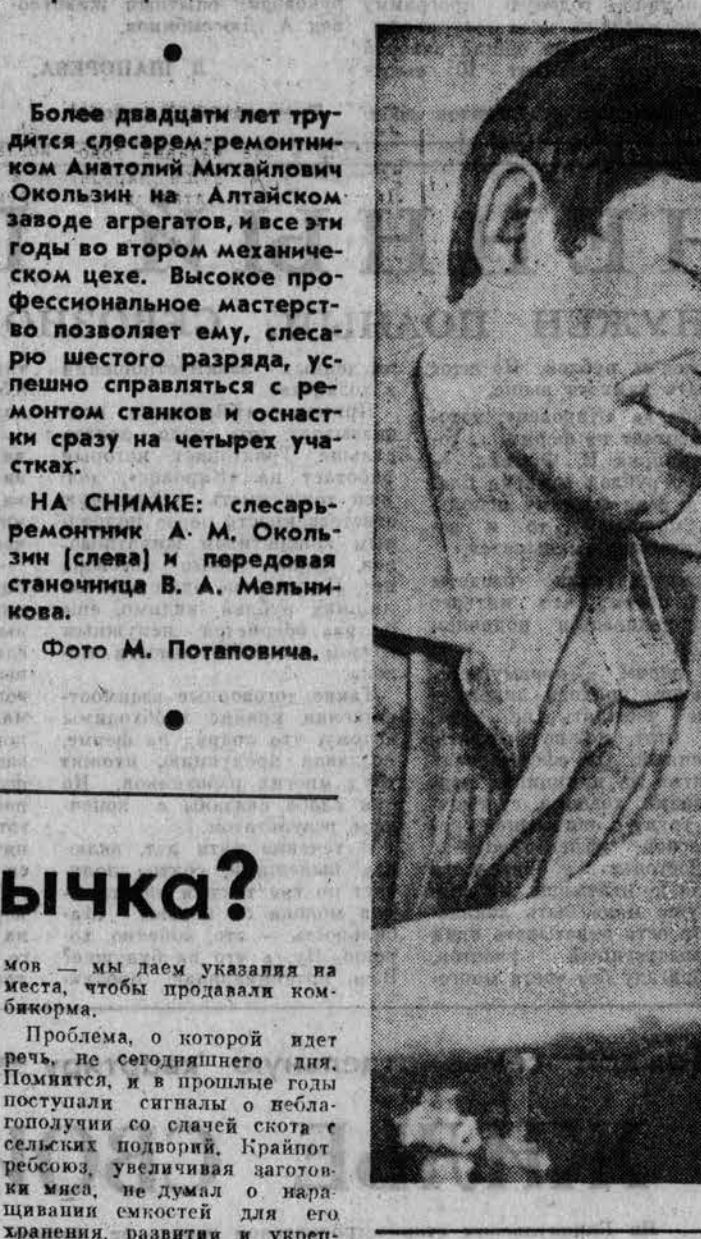 Более двадцати лет тру-
дится слесарем-ремонтни-
ком Анатолий Михайлович
Окользин на Алтайском
заводе агрегатов, и все эти
годы во втором механиче-
ском цехе. Высокое про-
фессиональное мастерст-
во позволяет ему, слеса-
рю шестого разряда, ус-
пешно справляться с ре-
монтом станков и оснаст-
ки сразу на четырех уча-
стках.
НА СНИМКЕ: слесарь-
ремонтник А. М. Околь-
зин (слева) и передовая
станочница В. А. Мельни-
кова.
Фото М. Потаповича.
ычка?
мов — мы даем указания на
места, чтобы продавали ком-
бикорма.
Проблема, о которой идет
речь, не сегодняшнего дня.
Помнится, и в прошлые годы
поступали сигналы о небла-
гополучии со сдачей скота с
сельских подворий. Крайпот
ребсоюз, увеличивая заготов-
ки мяса, не думал о нара-
щивании емкостей для его
хранения, развитии и укреп-